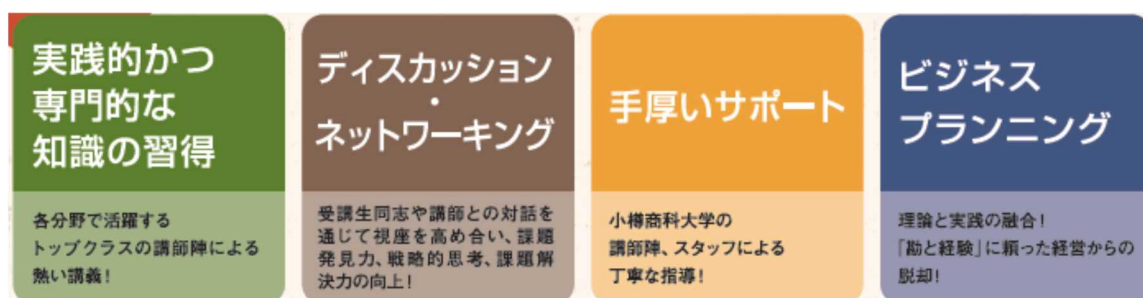 実践的かつ
専門的な
知識の習得
各分野で活躍する
トップクラスの講師陣による
熱い講義!
ディスカッション
・
ネットワーキング
受講生同志や講師との対話を
通じて視座を高め合い、課題
発見力、戦略的思考、課題解
決力の向上!
手厚いサポート
小樽商科大学の
講師陣、スタッフによる
丁寧な指導!
ビジネス
プランニング
理論と実践の融合!
「勘と経験」に頼った経営からの
脱却!